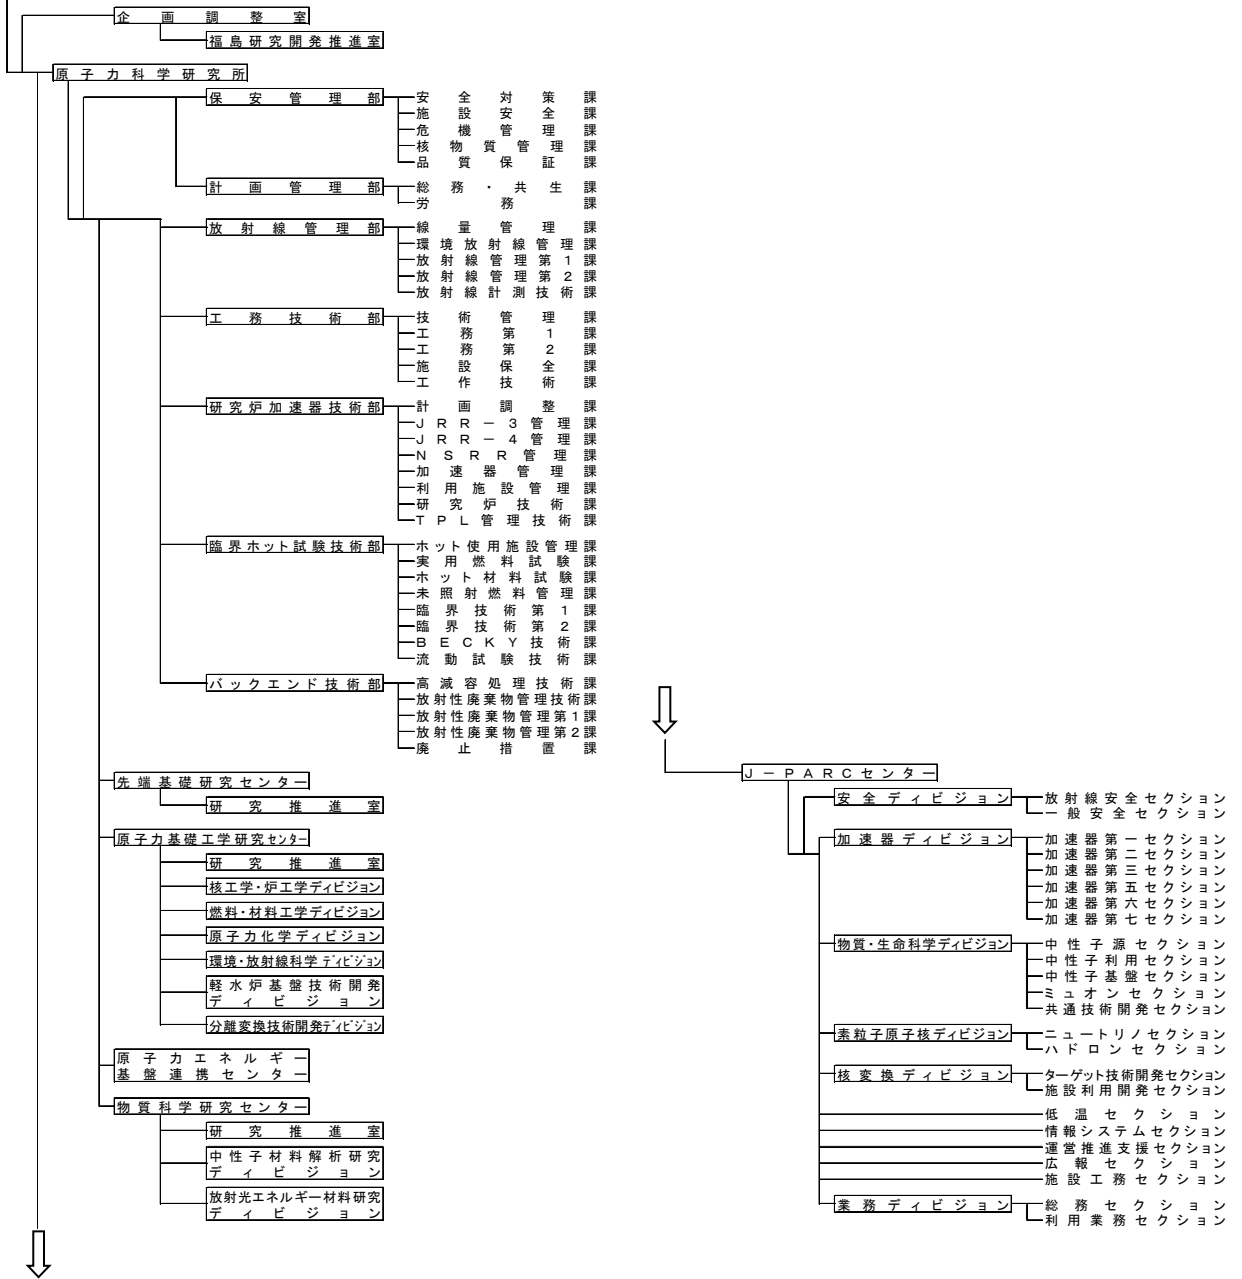 企画調整室
福島研究開発推進室
原子力科学研究所
保安管理部
安全対策課
施設安全課
危機管理課
核物質管理課
品質保証課
計画管理部
総務・共生課
労務課
放射線管理部
線量管理課
環境放射線管理課
放射線管理第1課
放射線管理第2課
放射線計測技術課
工務技術部
技術管理課
工務第1課
工務第2課
施設保全課
工作技術課
研究炉加速器技術部
計画調整課
JRR－3管理課
JRR－4管理課
NSRR管理課
加速器管理課
利用施設管理課
研究炉技術課
TPL管理技術課
臨界ホット試験技術部
ホット使用施設管理課
実用燃料試験課
ホット材料試験課
未照射燃料管理課
臨界技術第1課
臨界技術第2課
BECKY技術課
流動試験技術課
バックエンド技術部
高減容処理技術課
放射性廃棄物管理技術課
放射性廃棄物管理第1課
放射性廃棄物管理第2課
廃止措置課
先端基礎研究センター
研究推進室
原子力基礎工学研究センター
研究推進室
核工学・炉工学ディビジョン
燃料・材料工学ディビジョン
原子力化学ディビジョン
環境・放射線科学ディビジョン
軽水炉基盤技術開発
ディビジョン
分離変換技術開発ディビジョン
原子力エネルギー
基盤連携センター
物質科学研究センター
研究推進室
中性子材料解析研究
ディビジョン
放射光エネルギー材料研究
ディビジョン
J－PARCセンター
安全ディビジョン
放射線安全セクション
一般安全セクション
加速器ディビジョン
加速器第一セクション
加速器第二セクション
加速器第三セクション
加速器第五セクション
加速器第六セクション
加速器第七セクション
物質・生命科学ディビジョン
中性子源セクション
中性子利用セクション
中性子基盤セクション
ミュオンセクション
共通技術開発セクション
素粒子原子核ディビジョン
ニュートリノセクション
ハドロンセクション
核変換ディビジョン
ターゲット技術開発セクション
施設利用開発セクション
低温セクション
情報システムセクション
運営推進支援セクション
広報セクション
施設工務セクション
業務ディビジョン
総務セクション
利用業務セクション